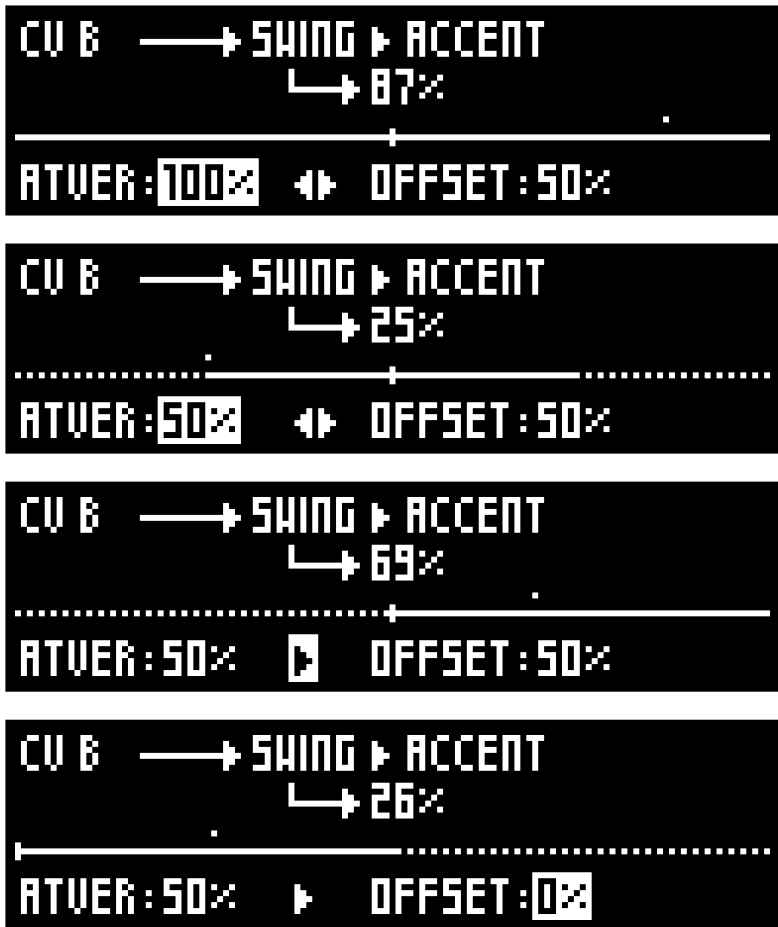 CV B SWING ACCENT
87%
ATVER:100% OFFSET:50%
CV B SWING ACCENT
25%
ATVER:50% OFFSET:50%
CV B SWING ACCENT
69%
ATVER:50% OFFSET:50%
CV B SWING ACCENT
26%
ATVER:50% OFFSET:0%